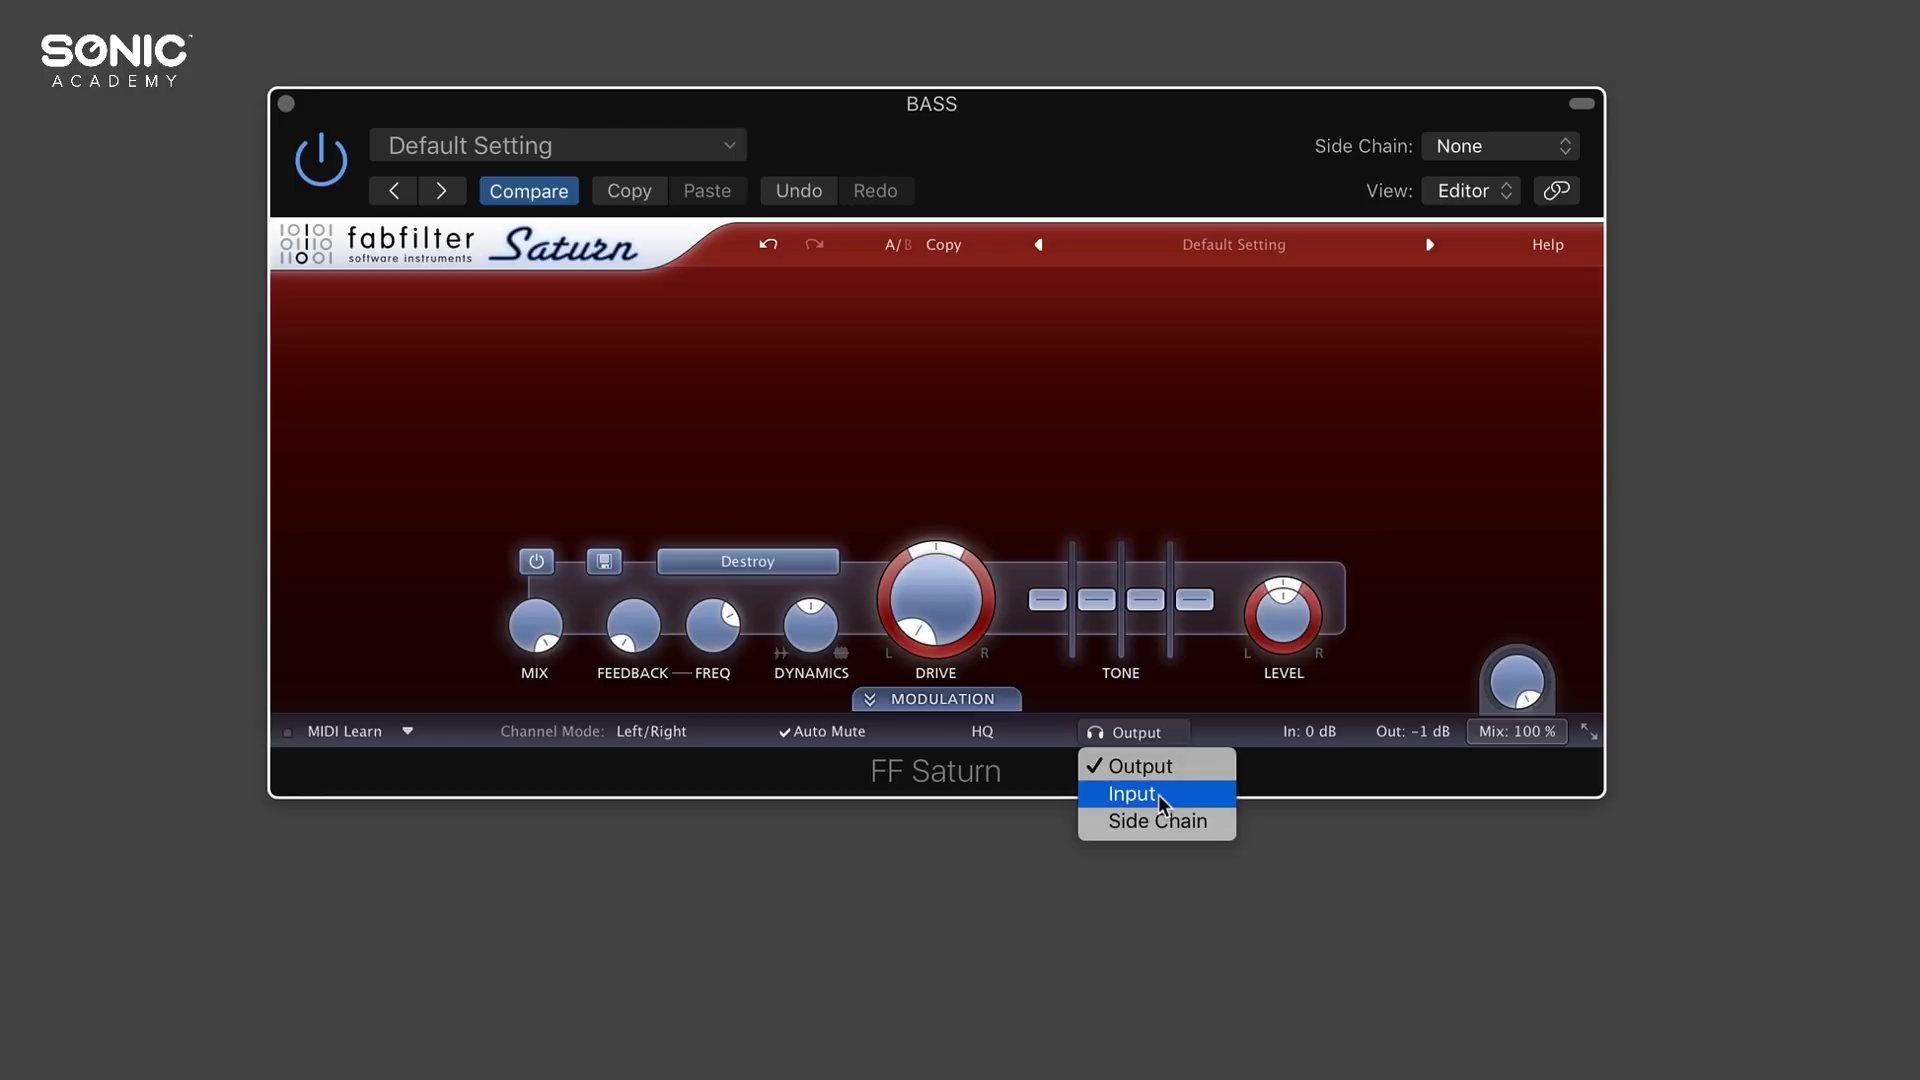 SONIC™
ACADEMY
BASS
Default Setting
Side Chain: None
Compare Copy Paste Undo Redo
View: Editor
fabfilter
software instruments
Saturn
A/B Copy Default Setting Help
Destroy
L R L R
MIX FEEDBACK FREQ DYNAMICS DRIVE TONE LEVEL
MODULATION
MIDI Learn Channel Mode: Left/Right Auto Mute HQ Output In: 0 dB Out: -1 dB Mix: 100 %
FF Saturn
Output
Input
Side Chain